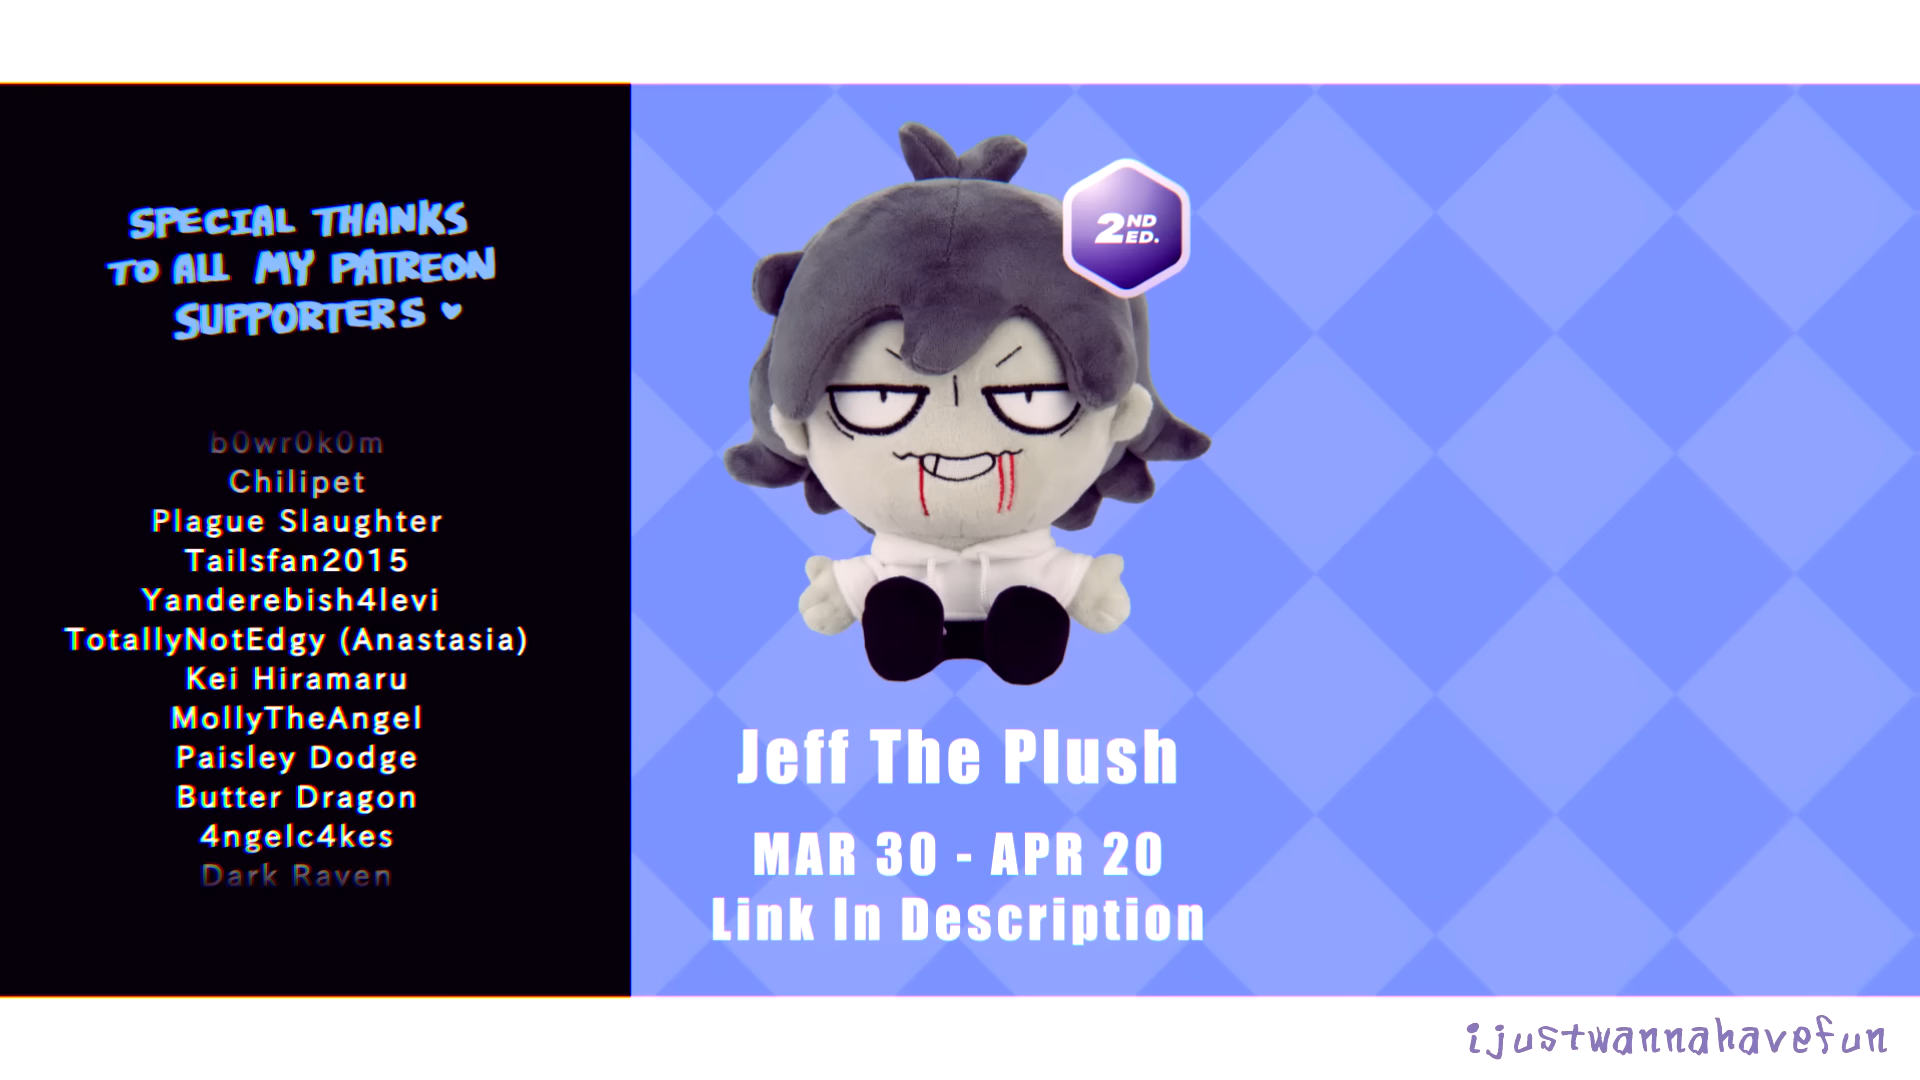 SPECIAL THANKS
TO ALL MY PATREON
SUPPORTERS ♥
b0wr0k0m
Chilipet
Plague Slaughter
Tailsfan2015
Yanderebish4levi
TotallyNotEdgy (Anastasia)
Kei Hiramaru
MollyTheAngel
Paisley Dodge
Butter Dragon
4ngelc4kes
Dark Raven
2ND
ED.
Jeff The Plush
MAR 30 - APR 20
Link In Description
ijustwannahavefun